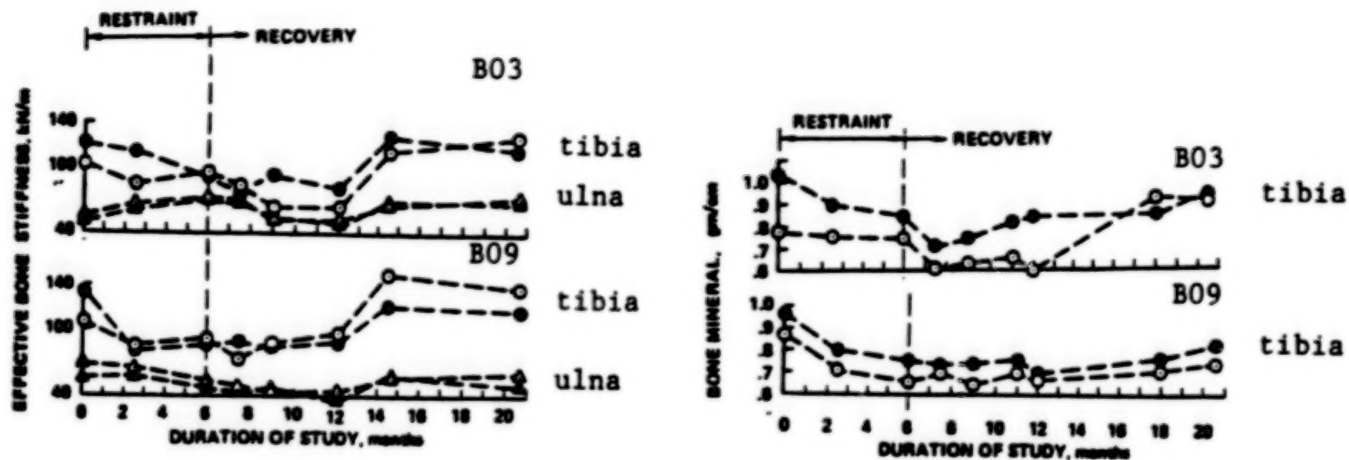 RESTRAINT
RECOVERY
B03
EFFECTIVE BONE STIFFNESS, kN/m
140
100
40
tibia
ulna
B09
140
100
40
tibia
ulna
0 2 4 6 8 10 12 14 16 18 20
DURATION OF STUDY, months
RESTRAINT
RECOVERY
B03
BONE MINERAL, gm/cm
1.0
.9
.8
.7
.6
tibia
B09
1.0
.9
.8
.7
.6
tibia
0 2 4 6 8 10 12 14 16 18 20
DURATION OF STUDY, months